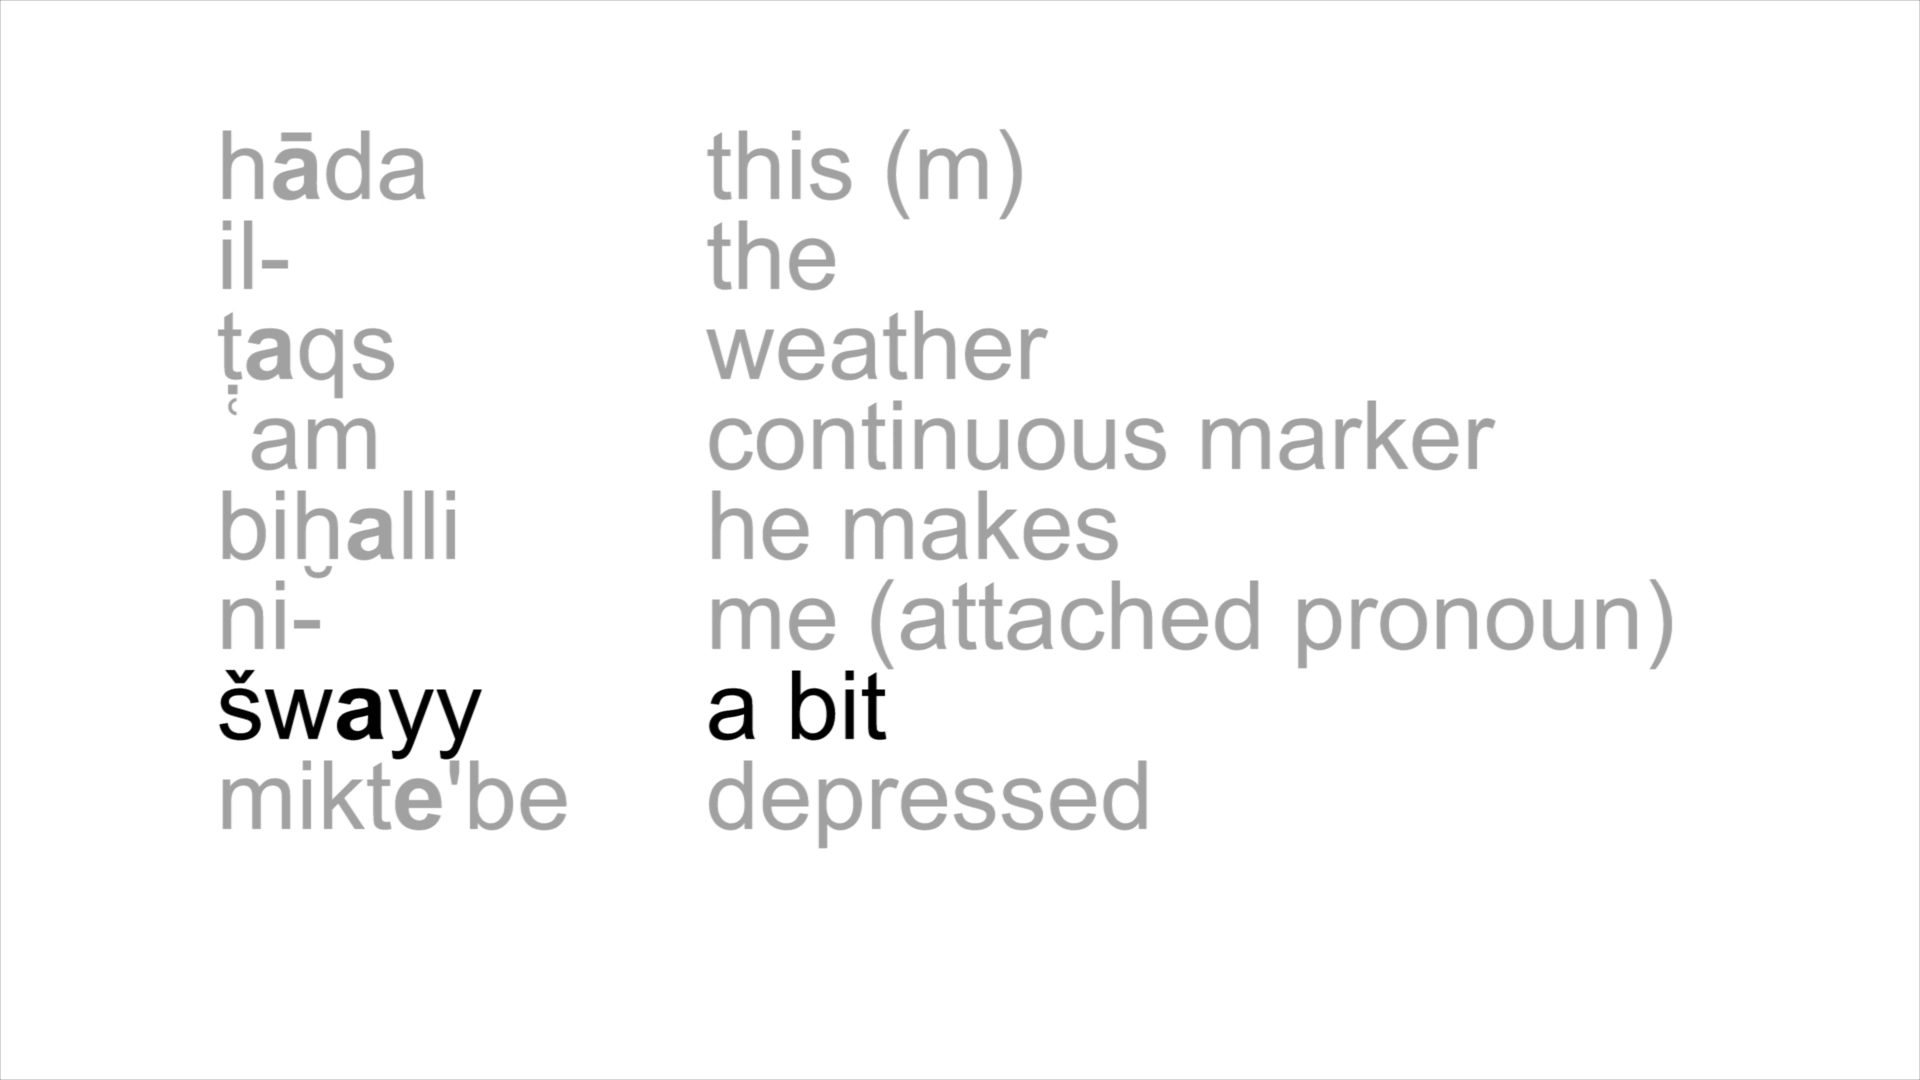 hāda this (m)
il- the
ṭaqs weather
ʿam continuous marker
biḫalli he makes
ni- me (attached pronoun)
šwayy a bit
mikte'be depressed